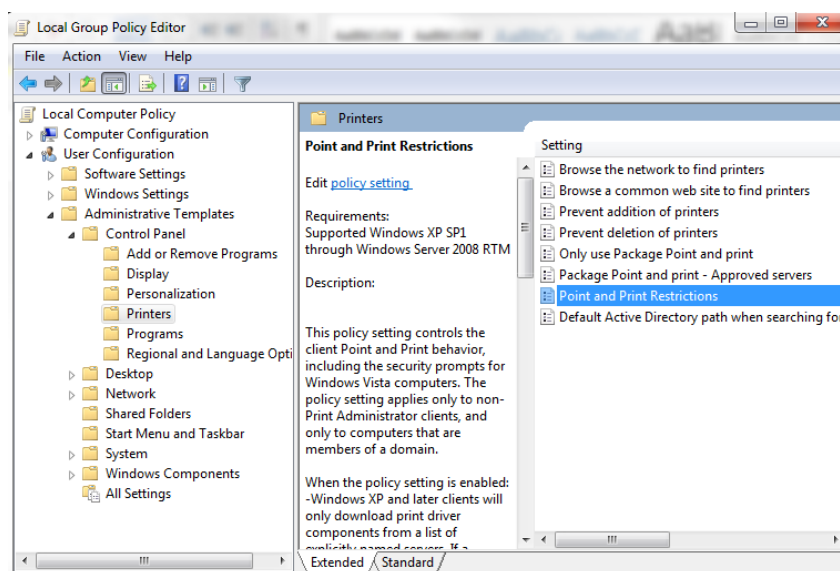 Local Group Policy Editor
File Action View Help
Local Computer Policy
Computer Configuration
User Configuration
Software Settings
Windows Settings
Administrative Templates
Control Panel
Add or Remove Programs
Display
Personalization
Printers
Programs
Regional and Language Opti
Desktop
Network
Shared Folders
Start Menu and Taskbar
System
Windows Components
All Settings
Printers
Point and Print Restrictions
Edit policy setting
Requirements:
Supported Windows XP SP1
through Windows Server 2008 RTM
Description:
This policy setting controls the
client Point and Print behavior,
including the security prompts for
Windows Vista computers. The
policy setting applies only to non-
Print Administrator clients, and
only to computers that are
members of a domain.
When the policy setting is enabled:
-Windows XP and later clients will
only download print driver
components from a list of
explicitly named servers. If a
Setting
Browse the network to find printers
Browse a common web site to find printers
Prevent addition of printers
Prevent deletion of printers
Only use Package Point and print
Package Point and print - Approved servers
Point and Print Restrictions
Default Active Directory path when searching fo
Extended Standard